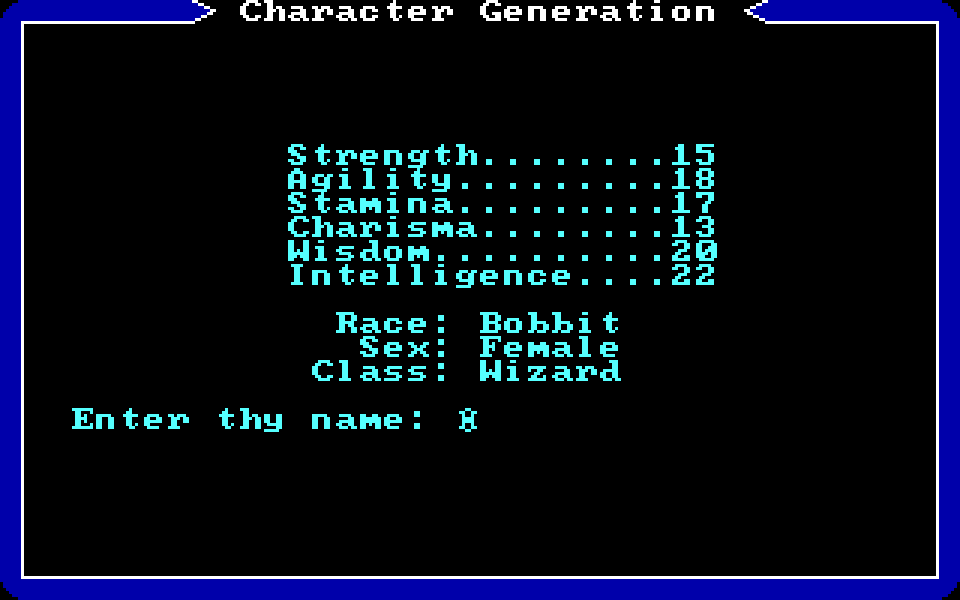 Character Generation
Strength........15
Agility.........18
Stamina.........17
Charisma........13
Wisdom..........20
Intelligence....22
Race: Bobbit
Sex: Female
Class: Wizard
Enter thy name: